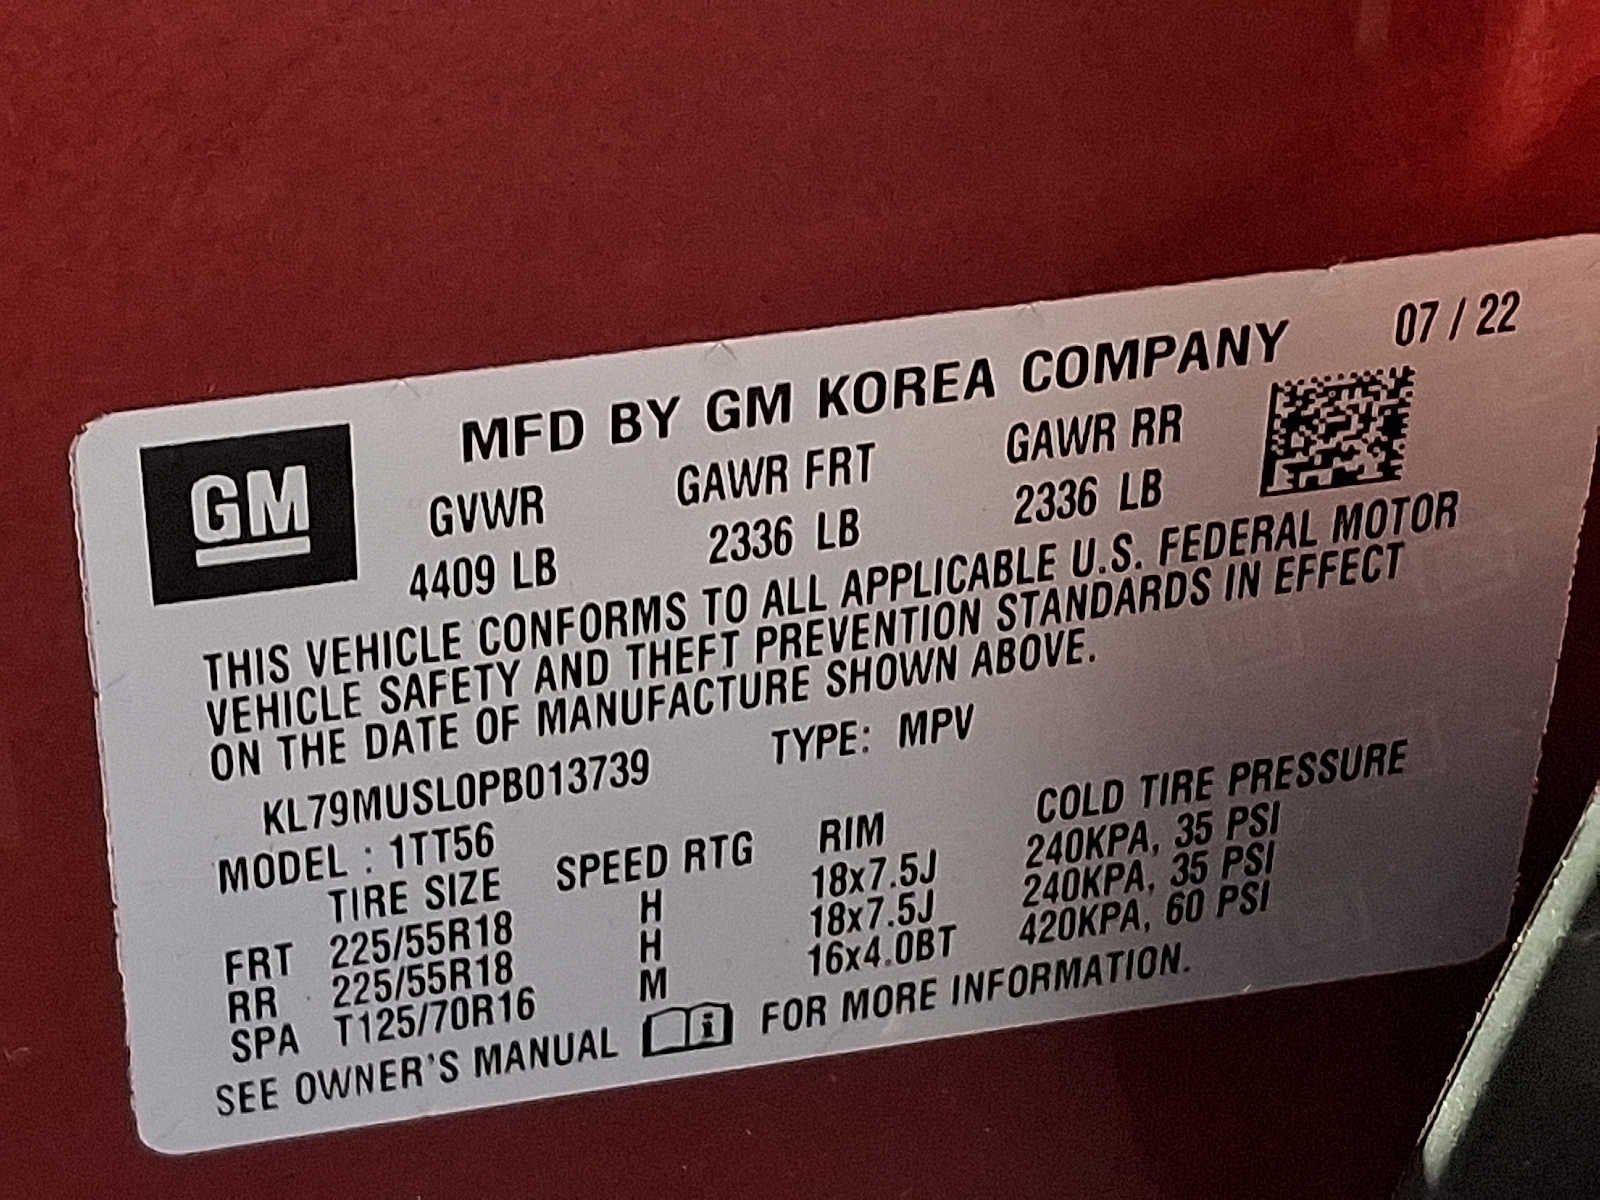 MFD BY GM KOREA COMPANY 07 / 22
GM
GVWR GAWR FRT GAWR RR
4409 LB 2336 LB 2336 LB
THIS VEHICLE CONFORMS TO ALL APPLICABLE U.S. FEDERAL MOTOR
VEHICLE SAFETY AND THEFT PREVENTION STANDARDS IN EFFECT
ON THE DATE OF MANUFACTURE SHOWN ABOVE.
KL79MUSL0PB013739 TYPE: MPV
MODEL : 1TT56
TIRE SIZE SPEED RTG RIM COLD TIRE PRESSURE
FRT 225/55R18 H 18x7.5J 240KPA, 35 PSI
RR 225/55R18 H 18x7.5J 240KPA, 35 PSI
SPA T125/70R16 M 16x4.0BT 420KPA, 60 PSI
SEE OWNER'S MANUAL i FOR MORE INFORMATION.